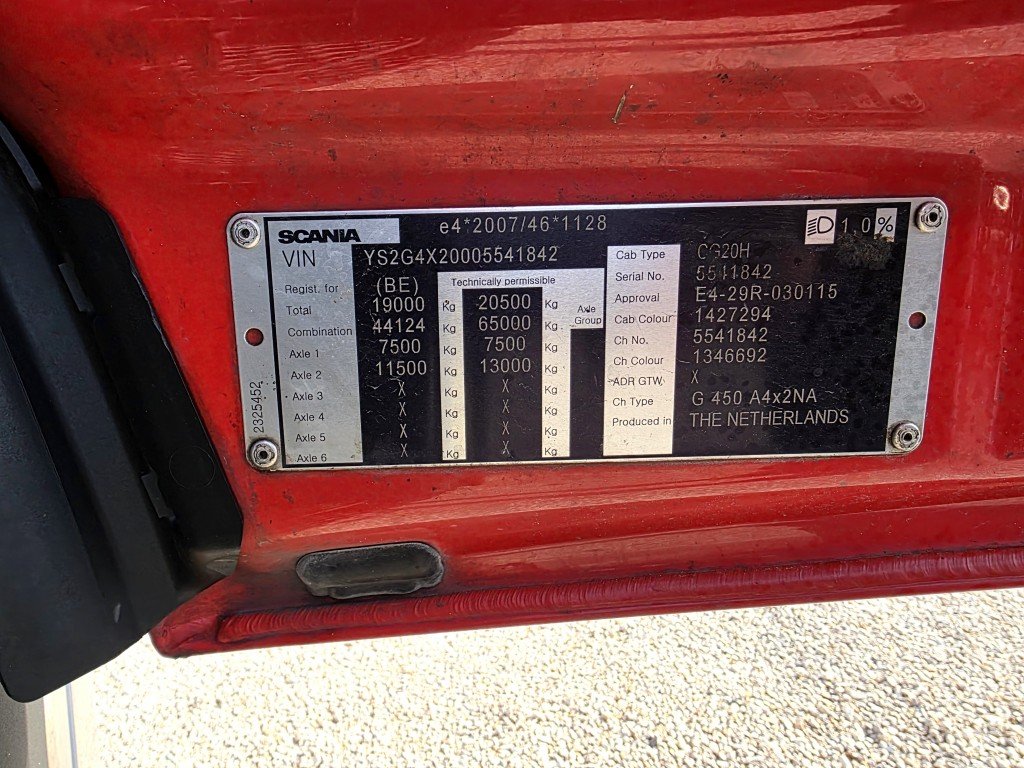 SCANIA e4*2007/46*1128 1,0%
VIN YS2G4X20005541842
Regist. for (BE) Technically permissible
Total 19000 Kg 20500 Kg Axle Group
Combination 44124 Kg 65000 Kg
Axle 1 7500 Kg 7500 Kg
Axle 2 11500 Kg 13000 Kg
Axle 3 X Kg X Kg
Axle 4 X Kg X Kg
Axle 5 X Kg X Kg
Axle 6 X Kg X Kg
2325452
Cab Type CG20H
Serial No. 5541842
Approval E4-29R-030115
Cab Colour 1427294
Ch No. 5541842
Ch Colour 1346692
ADR GTW X
Ch Type G 450 A4x2NA
Produced in THE NETHERLANDS